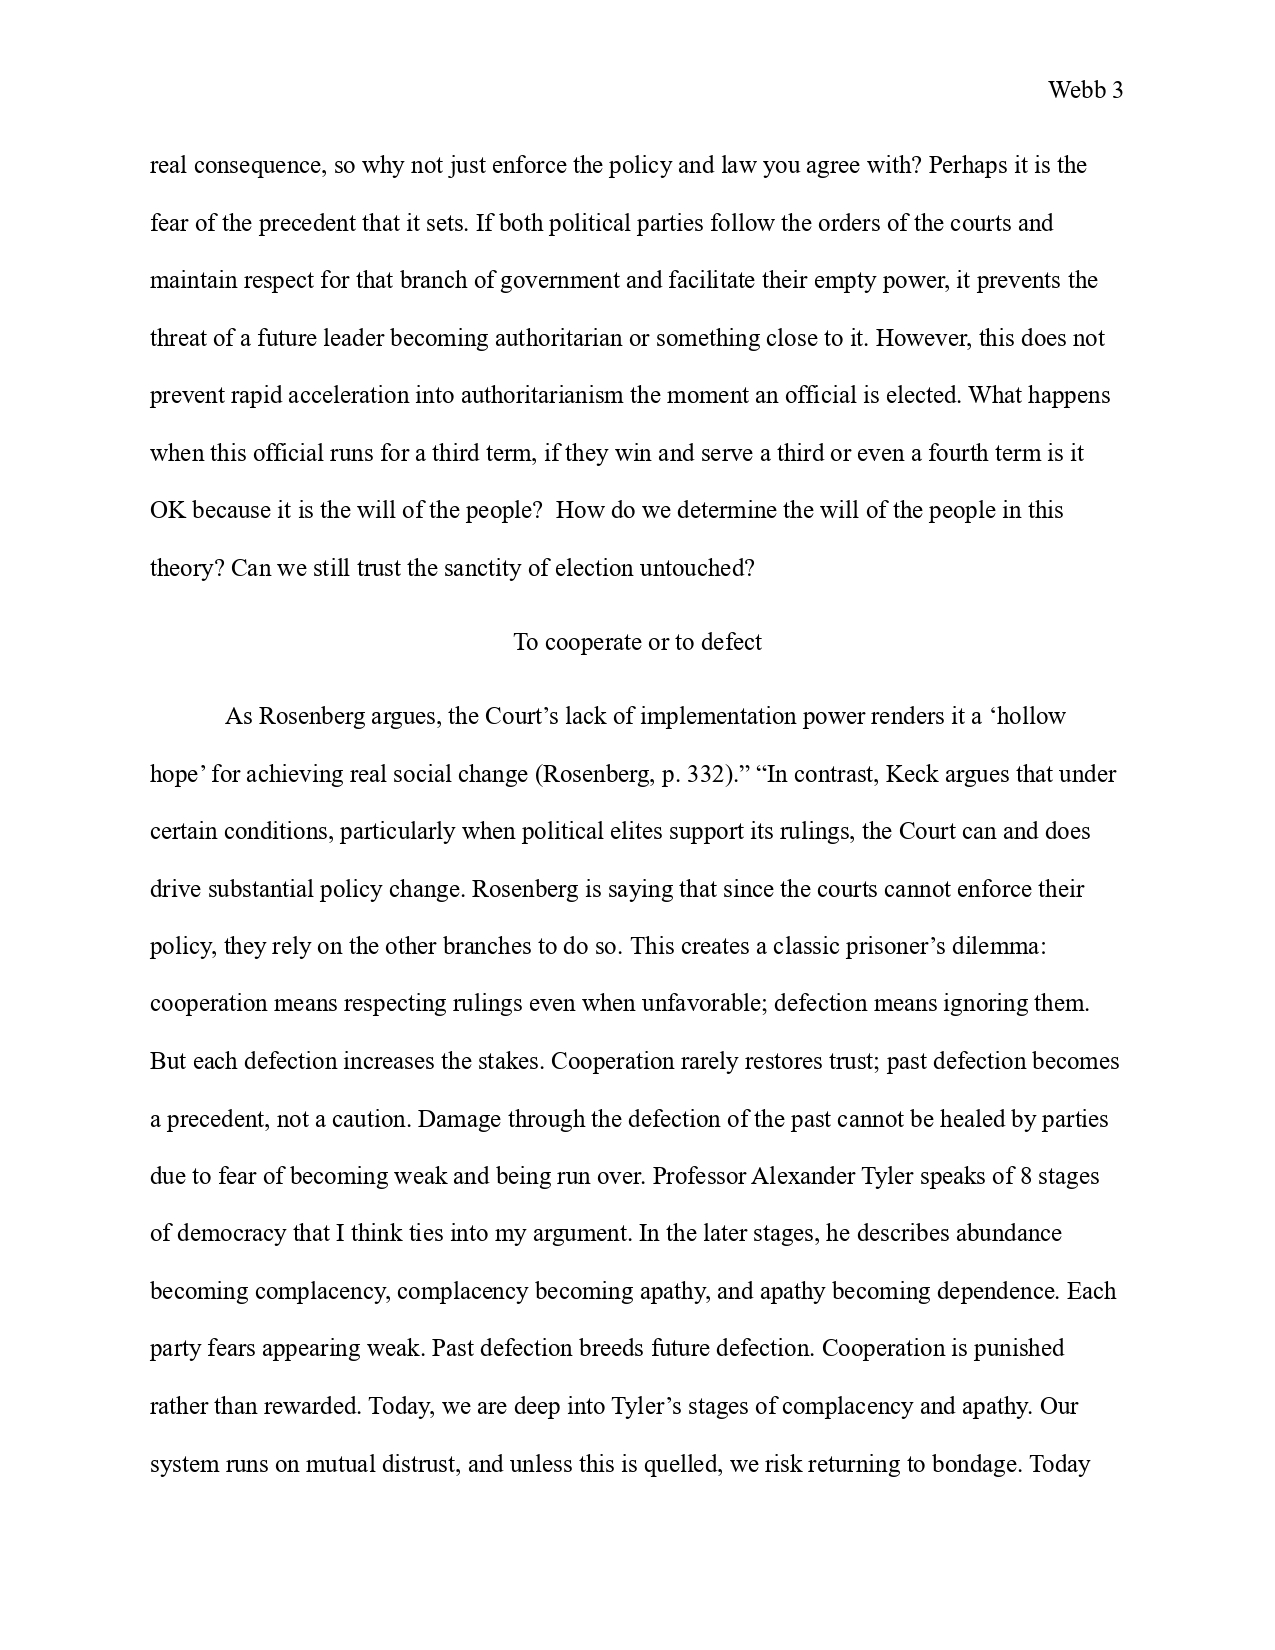 Webb 3
real consequence, so why not just enforce the policy and law you agree with? Perhaps it is the
fear of the precedent that it sets. If both political parties follow the orders of the courts and
maintain respect for that branch of government and facilitate their empty power, it prevents the
threat of a future leader becoming authoritarian or something close to it. However, this does not
prevent rapid acceleration into authoritarianism the moment an official is elected. What happens
when this official runs for a third term, if they win and serve a third or even a fourth term is it
OK because it is the will of the people?  How do we determine the will of the people in this
theory? Can we still trust the sanctity of election untouched?
To cooperate or to defect
As Rosenberg argues, the Court’s lack of implementation power renders it a ‘hollow
hope’ for achieving real social change (Rosenberg, p. 332).” “In contrast, Keck argues that under
certain conditions, particularly when political elites support its rulings, the Court can and does
drive substantial policy change. Rosenberg is saying that since the courts cannot enforce their
policy, they rely on the other branches to do so. This creates a classic prisoner’s dilemma:
cooperation means respecting rulings even when unfavorable; defection means ignoring them.
But each defection increases the stakes. Cooperation rarely restores trust; past defection becomes
a precedent, not a caution. Damage through the defection of the past cannot be healed by parties
due to fear of becoming weak and being run over. Professor Alexander Tyler speaks of 8 stages
of democracy that I think ties into my argument. In the later stages, he describes abundance
becoming complacency, complacency becoming apathy, and apathy becoming dependence. Each
party fears appearing weak. Past defection breeds future defection. Cooperation is punished
rather than rewarded. Today, we are deep into Tyler’s stages of complacency and apathy. Our
system runs on mutual distrust, and unless this is quelled, we risk returning to bondage. Today